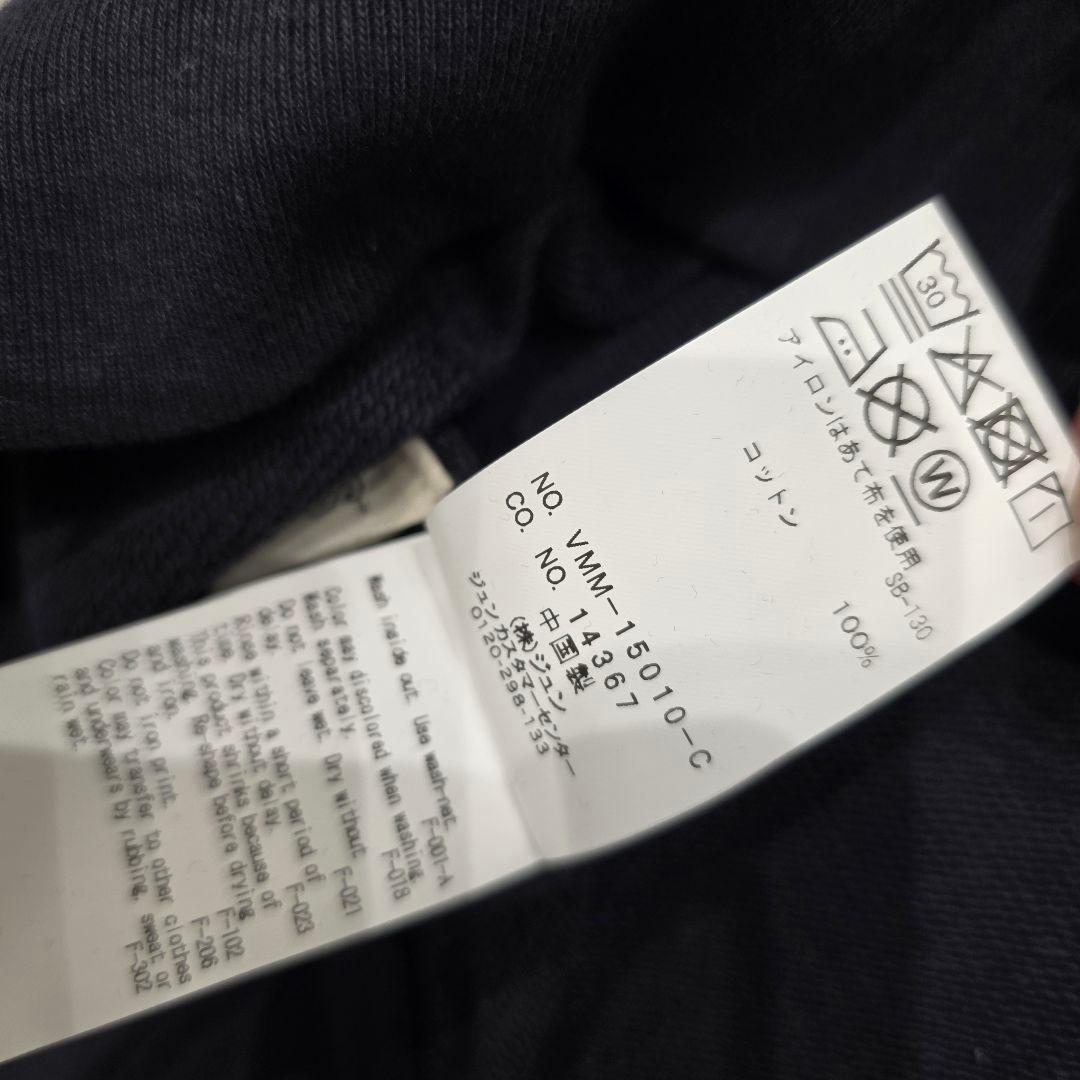 30
W
アイロンはあて布を使用 SB-130
コットン 100%
NO. VMM-15010-C
CO. NO. 14367
中国製
(株)ジュン
ジュンカスタマーセンター
0120-298-133
Wash inside out. Use wash-net.
F-001-A
Color may discolored when washing.
Wash separately. F-018
Do not leave wet. Dry without
delay. F-021
Rinse within a short period of
time. Dry without delay. F-023
This product shrinks because of
washing. Re shape before drying
and iron. F-102
Do not iron print. F-206
Color may transfer to other clothes
and underwears by rubbing, sweat or
rain wet. F-302